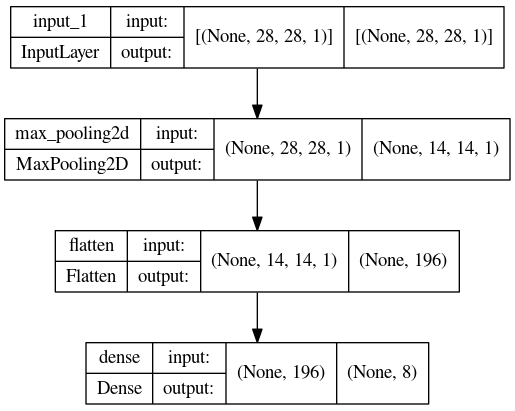 input_1 input: [(None, 28, 28, 1)] [(None, 28, 28, 1)]
InputLayer output:
max_pooling2d input: (None, 28, 28, 1) (None, 14, 14, 1)
MaxPooling2D output:
flatten input: (None, 14, 14, 1) (None, 196)
Flatten output:
dense input: (None, 196) (None, 8)
Dense output: